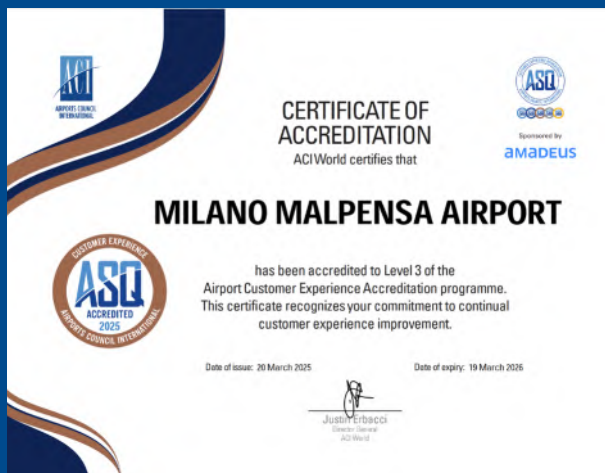 ACI
AIRPORTS COUNCIL
INTERNATIONAL
ASQ
Sponsored by
amadeus
CERTIFICATE OF
ACCREDITATION
ACI World certifies that
MILANO MALPENSA AIRPORT
CUSTOMER EXPERIENCE
ASQ
ACCREDITED
2025
AIRPORTS COUNCIL INTERNATIONAL
has been accredited to Level 3 of the
Airport Customer Experience Accreditation programme.
This certificate recognizes your commitment to continual
customer experience improvement.
Date of issue: 20 March 2025
Date of expiry: 19 March 2026
Justin Erbacci
Director General
ACI World